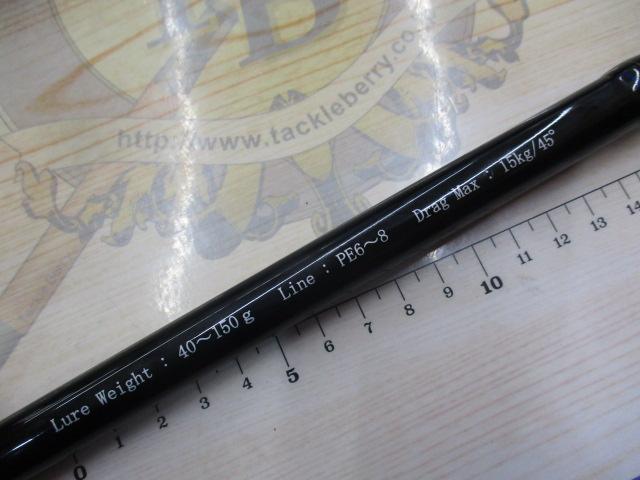 B
http://www.tackleberry.co.
Lure Weight : 40～150g Line : PE6～8 Drag Max : 15kg/45°
0 1 2 3 4 5 6 7 8 9 10 11 12 13 14